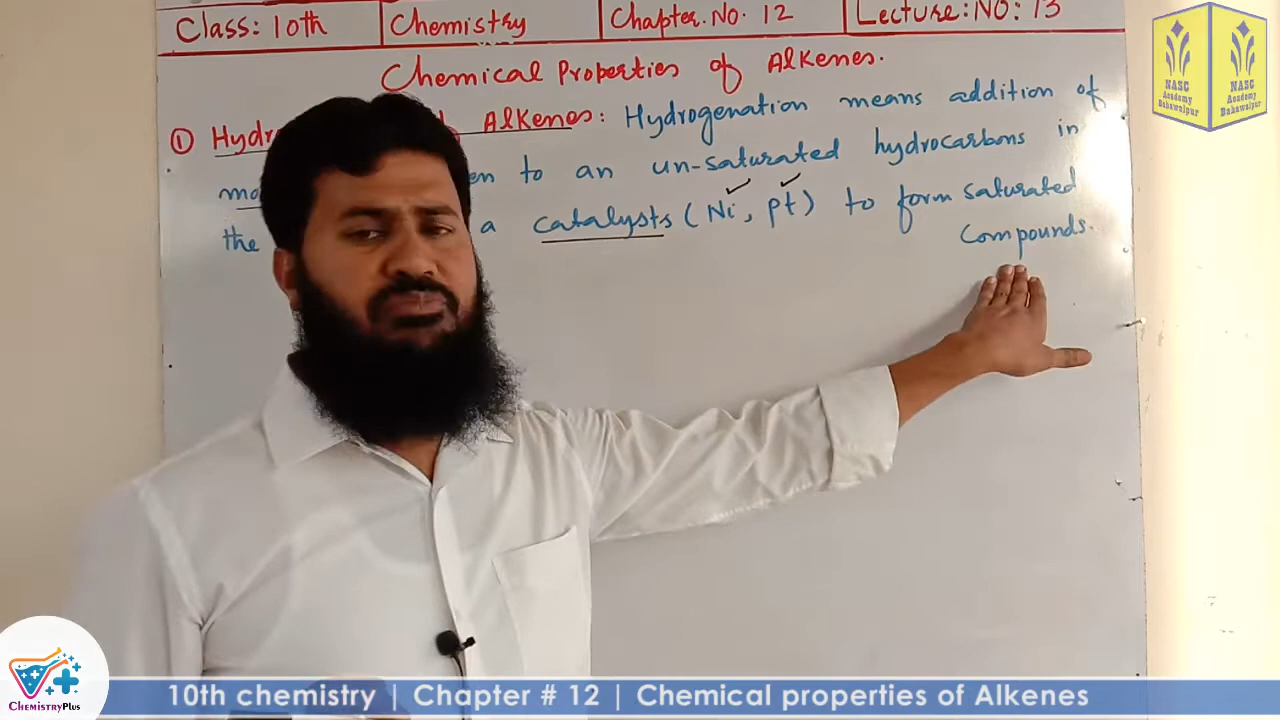 Class: 10th Chemistry Chapter. No. 12 Lecture: NO: 13
Chemical Properties of Alkenes.
① Hydro Alkenes: Hydrogenation means addition of
en to an un-saturated hydrocarbons in
the a catalysts (Ni, pt) to form saturated
compounds.
NASC Academy Bahawalpur
NASC Academy Bahawalpur
ChemistryPlus
10th chemistry | Chapter # 12 | Chemical properties of Alkenes